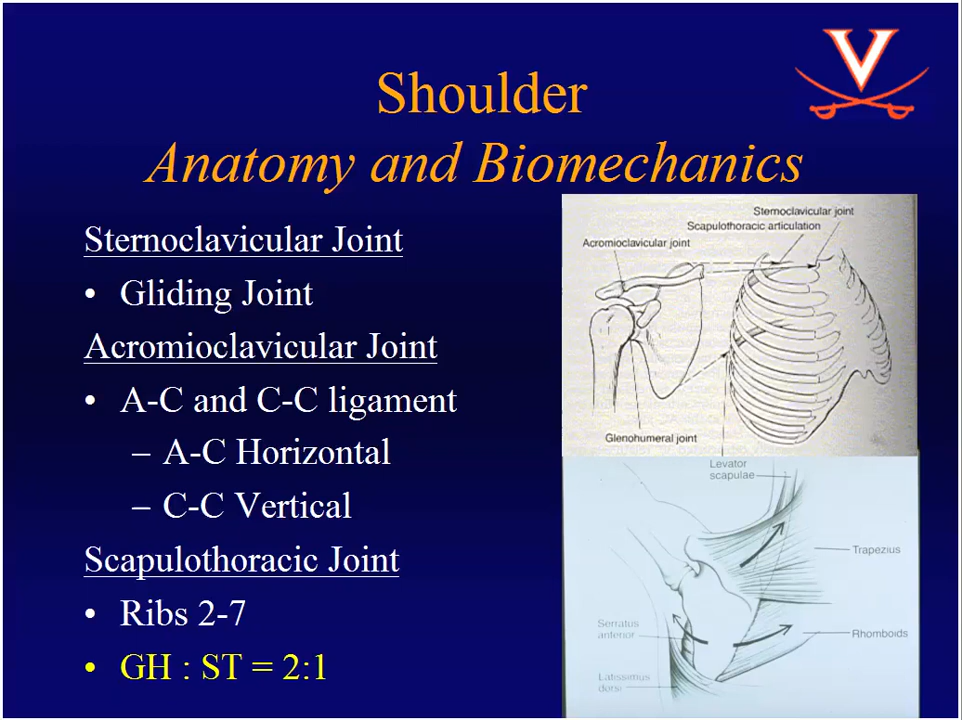 V
Shoulder
Anatomy and Biomechanics
Sternoclavicular Joint
• Gliding Joint
Acromioclavicular Joint
• A-C and C-C ligament
– A-C Horizontal
– C-C Vertical
Scapulothoracic Joint
• Ribs 2-7
• GH : ST = 2:1
Sternoclavicular joint
Scapulothoracic articulation
Acromioclavicular joint
Glenohumeral joint
Levator
scapulae
Trapezius
Serratus
anterior
Rhomboids
Latissimus
dorsi